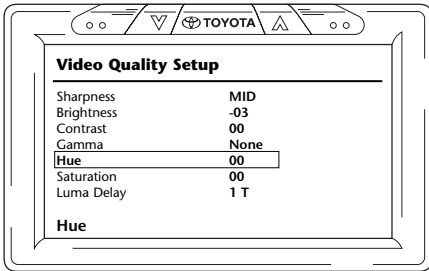 TOYOTA
Video Quality Setup
Sharpness MID
Brightness -03
Contrast 00
Gamma None
Hue 00
Saturation 00
Luma Delay 1 T
Hue